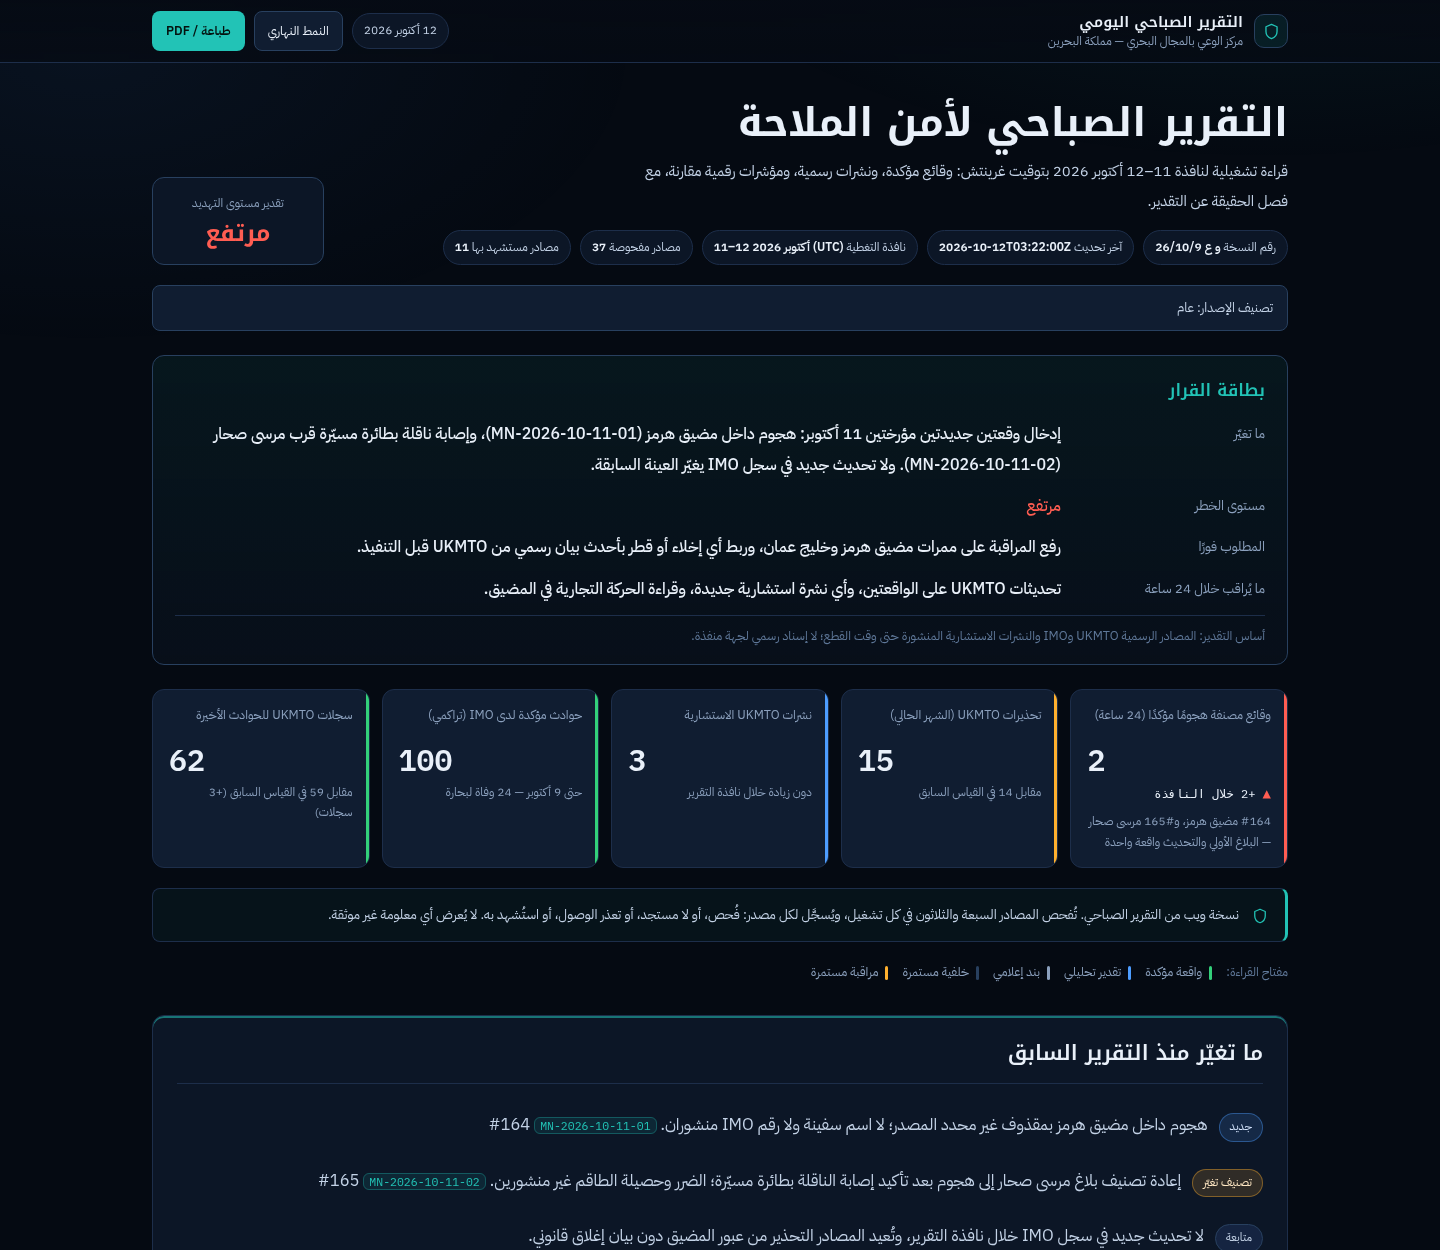 التقرير الصباحي اليومي
مركز الوعي بالمجال البحري — مملكة البحرين
12 أكتوبر 2026
النمط النهاري
طباعة / PDF
التقرير الصباحي لأمن الملاحة
قراءة تشغيلية لنافذة 11–12 أكتوبر 2026 بتوقيت غرينتش: وقائع مؤكدة، ونشرات رسمية، ومؤشرات رقمية مقارنة، مع
فصل الحقيقة عن التقدير.
تقدير مستوى التهديد
مرتفع
رقم النسخة و ع 26/10/9
آخر تحديث 2026-10-12T03:22:00Z
نافذة التغطية 11–12 أكتوبر 2026 (UTC)
مصادر مفحوصة 37
مصادر مستشهد بها 11
تصنيف الإصدار: عام
بطاقة القرار
ما تغيّر
إدخال وقعتين جديدتين مؤرختين 11 أكتوبر: هجوم داخل مضيق هرمز (MN-2026-10-11-01)، وإصابة ناقلة بطائرة مسيّرة قرب مرسى صحار
(MN-2026-10-11-02). ولا تحديث جديد في سجل IMO يغيّر العينة السابقة.
مستوى الخطر
مرتفع
المطلوب فورًا
رفع المراقبة على ممرات مضيق هرمز وخليج عمان، وربط أي إخلاء أو قطر بأحدث بيان رسمي من UKMTO قبل التنفيذ.
ما يُراقب خلال 24 ساعة
تحديثات UKMTO على الواقعتين، وأي نشرة استشارية جديدة، وقراءة الحركة التجارية في المضيق.
أساس التقدير: المصادر الرسمية UKMTO وIMO والنشرات الاستشارية المنشورة حتى وقت القطع؛ لا إسناد رسمي لجهة منفذة.
وقائع مصنفة هجومًا مؤكدًا (24 ساعة)
2
▲ +2 خلال النافذة
#164 مضيق هرمز، و#165 مرسى صحار
— البلاغ الأولي والتحديث واقعة واحدة
تحذيرات UKMTO (الشهر الحالي)
15
مقابل 14 في القياس السابق
نشرات UKMTO الاستشارية
3
دون زيادة خلال نافذة التقرير
حوادث مؤكدة لدى IMO (تراكمي)
100
حتى 9 أكتوبر — 24 وفاة لبحارة
سجلات UKMTO للحوادث الأخيرة
62
مقابل 59 في القياس السابق (+3
سجلات)
نسخة ويب من التقرير الصباحي. تُفحص المصادر السبعة والثلاثون في كل تشغيل، ويُسجَّل لكل مصدر: فُحص، أو لا مستجد، أو تعذر الوصول، أو استُشهد به. لا يُعرض أي معلومة غير موثقة.
مفتاح القراءة:
واقعة مؤكدة
تقدير تحليلي
بند إعلامي
خلفية مستمرة
مراقبة مستمرة
ما تغيّر منذ التقرير السابق
جديد
هجوم داخل مضيق هرمز بمقذوف غير محدد المصدر؛ لا اسم سفينة ولا رقم IMO منشوران. MN-2026-10-11-01 #164
تصنيف تغيّر
إعادة تصنيف بلاغ مرسى صحار إلى هجوم بعد تأكيد إصابة الناقلة بطائرة مسيّرة؛ الضرر وحصيلة الطاقم غير منشورين. MN-2026-10-11-02 #165
متابعة
لا تحديث جديد في سجل IMO خلال نافذة التقرير، وتُعيد المصادر التحذير من عبور المضيق دون بيان إغلاق قانوني.